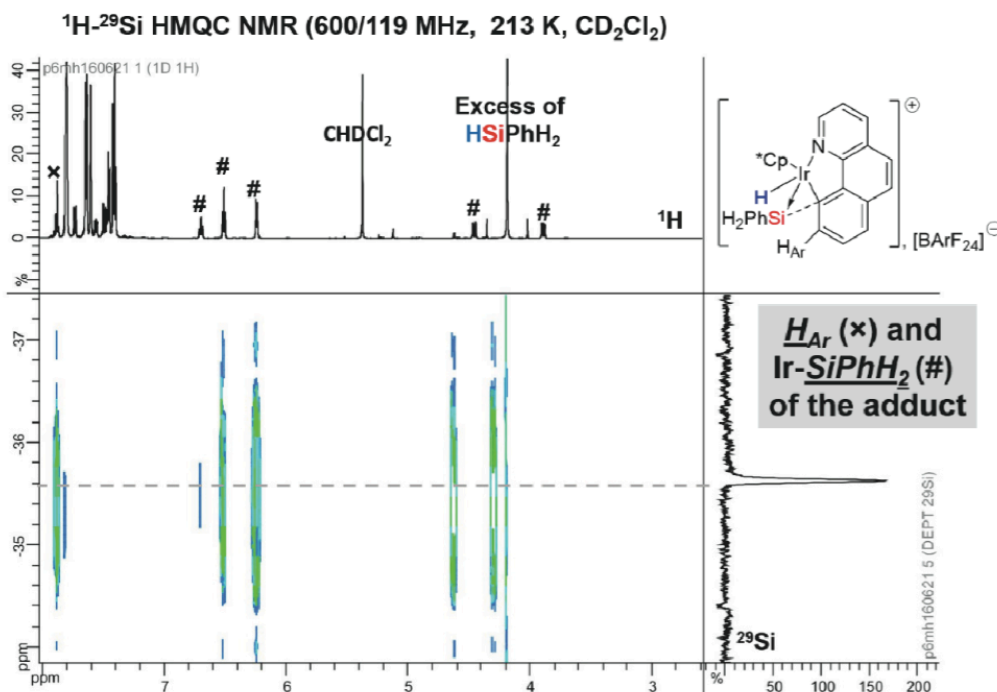 ¹H-²⁹Si HMQC NMR (600/119 MHz, 213 K, CD₂Cl₂)
p6mh160621 1 (1D 1H)
40
30
20
10
0
%
×
#
#
#
CHDCl₂
Excess of
HSiPhH₂
#
#
¹H
⊕
N
*Cp
Ir
H
H₂PhSi
H_Ar
, [BArF₂₄]
⊖
-37
-36
-35
ppm
H_Ar (×) and
Ir-SiPhH₂ (#)
of the adduct
p6mh160621 5 (DEPT 29Si)
²⁹Si
ppm
7
6
5
4
3
%
50
100
150
200